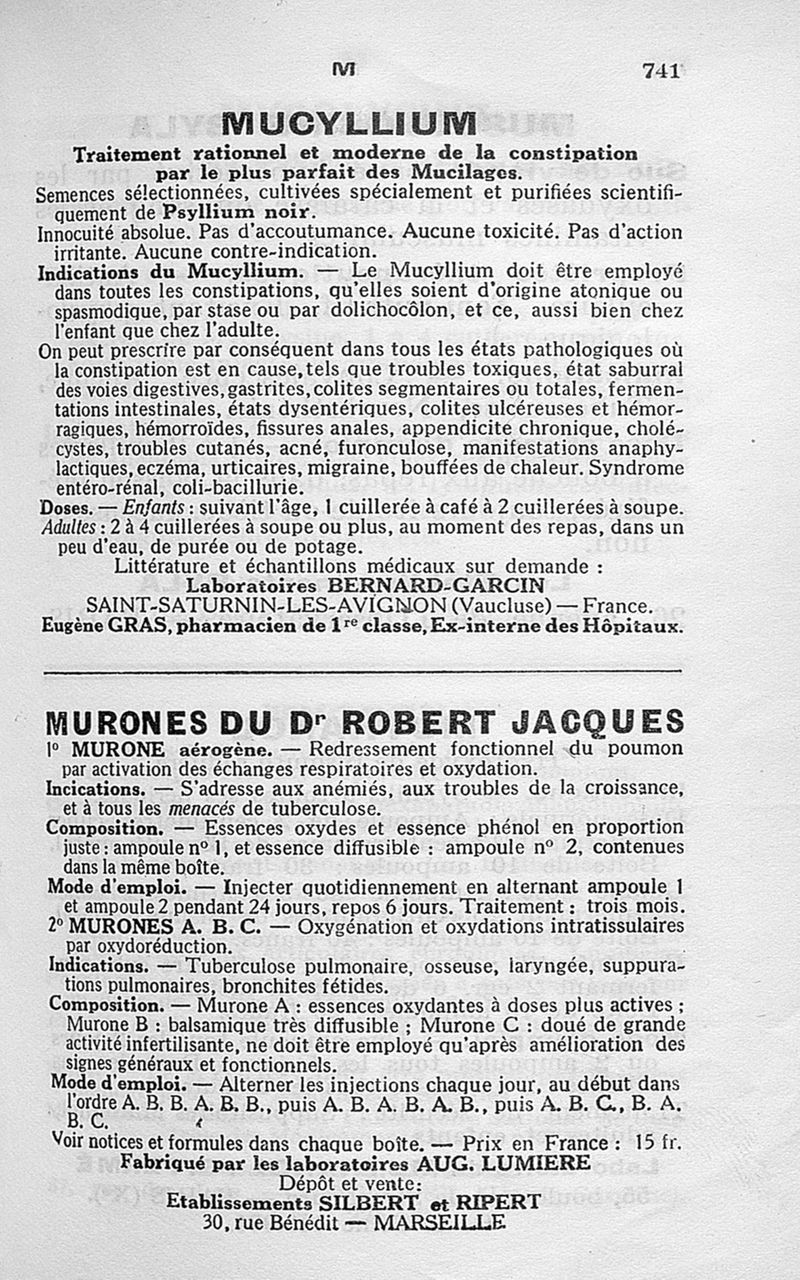 M 741
MUCYLLIUM
Traitement rationnel et moderne de la constipation
par le plus parfait des Mucilages.
Semences sélectionnées, cultivées spécialement et purifiées scientifi-
quement de Psyllium noir.
Innocuité absolue. Pas d'accoutumance. Aucune toxicité. Pas d'action
irritante. Aucune contre-indication.
Indications du Mucyllium. — Le Mucyllium doit être employé
dans toutes les constipations, qu'elles soient d'origine atonique ou
spasmodique, par stase ou par dolichocôlon, et ce, aussi bien chez
l'enfant que chez l'adulte.
On peut prescrire par conséquent dans tous les états pathologiques où
la constipation est en cause, tels que troubles toxiques, état saburral
des voies digestives, gastrites, colites segmentaires ou totales, fermen-
tations intestinales, états dysentériques, colites ulcéreuses et hémor-
ragiques, hémorroïdes, fissures anales, appendicite chronique, cholé-
cystes, troubles cutanés, acné, furonculose, manifestations anaphy-
lactiques, eczéma, urticaires, migraine, bouffées de chaleur. Syndrome
entéro-rénal, coli-bacillurie.
Doses. — Enfants : suivant l'âge, 1 cuillerée à café à 2 cuillerées à soupe.
Adultes : 2 à 4 cuillerées à soupe ou plus, au moment des repas, dans un
peu d'eau, de purée ou de potage.
Littérature et échantillons médicaux sur demande :
Laboratoires BERNARD-GARCIN
SAINT-SATURNIN-LES-AVIGNON (Vaucluse) — France.
Eugène GRAS, pharmacien de 1re classe, Ex-interne des Hôpitaux.
MURONES DU Dr ROBERT JACQUES
1° MURONE aérogène. — Redressement fonctionnel du poumon
par activation des échanges respiratoires et oxydation.
Incications. — S'adresse aux anémiés, aux troubles de la croissance,
et à tous les menacés de tuberculose.
Composition. — Essences oxydes et essence phénol en proportion
juste : ampoule n° 1, et essence diffusible : ampoule n° 2, contenues
dans la même boîte.
Mode d'emploi. — Injecter quotidiennement en alternant ampoule 1
et ampoule 2 pendant 24 jours, repos 6 jours. Traitement : trois mois.
2° MURONES A. B. C. — Oxygénation et oxydations intratissulaires
par oxydoréduction.
Indications. — Tuberculose pulmonaire, osseuse, laryngée, suppura-
tions pulmonaires, bronchites fétides.
Composition. — Murone A : essences oxydantes à doses plus actives ;
Murone B : balsamique très diffusible ; Murone C : doué de grande
activité infertilisante, ne doit être employé qu'après amélioration des
signes généraux et fonctionnels.
Mode d'emploi. — Alterner les injections chaque jour, au début dans
l'ordre A. B. B. A. B. B., puis A. B. A. B. A. B., puis A. B. C., B. A.
B. C.
Voir notices et formules dans chaque boîte. — Prix en France : 15 fr.
Fabriqué par les laboratoires AUG. LUMIERE
Dépôt et vente:
Etablissements SILBERT et RIPERT
30, rue Bénédit — MARSEILLE